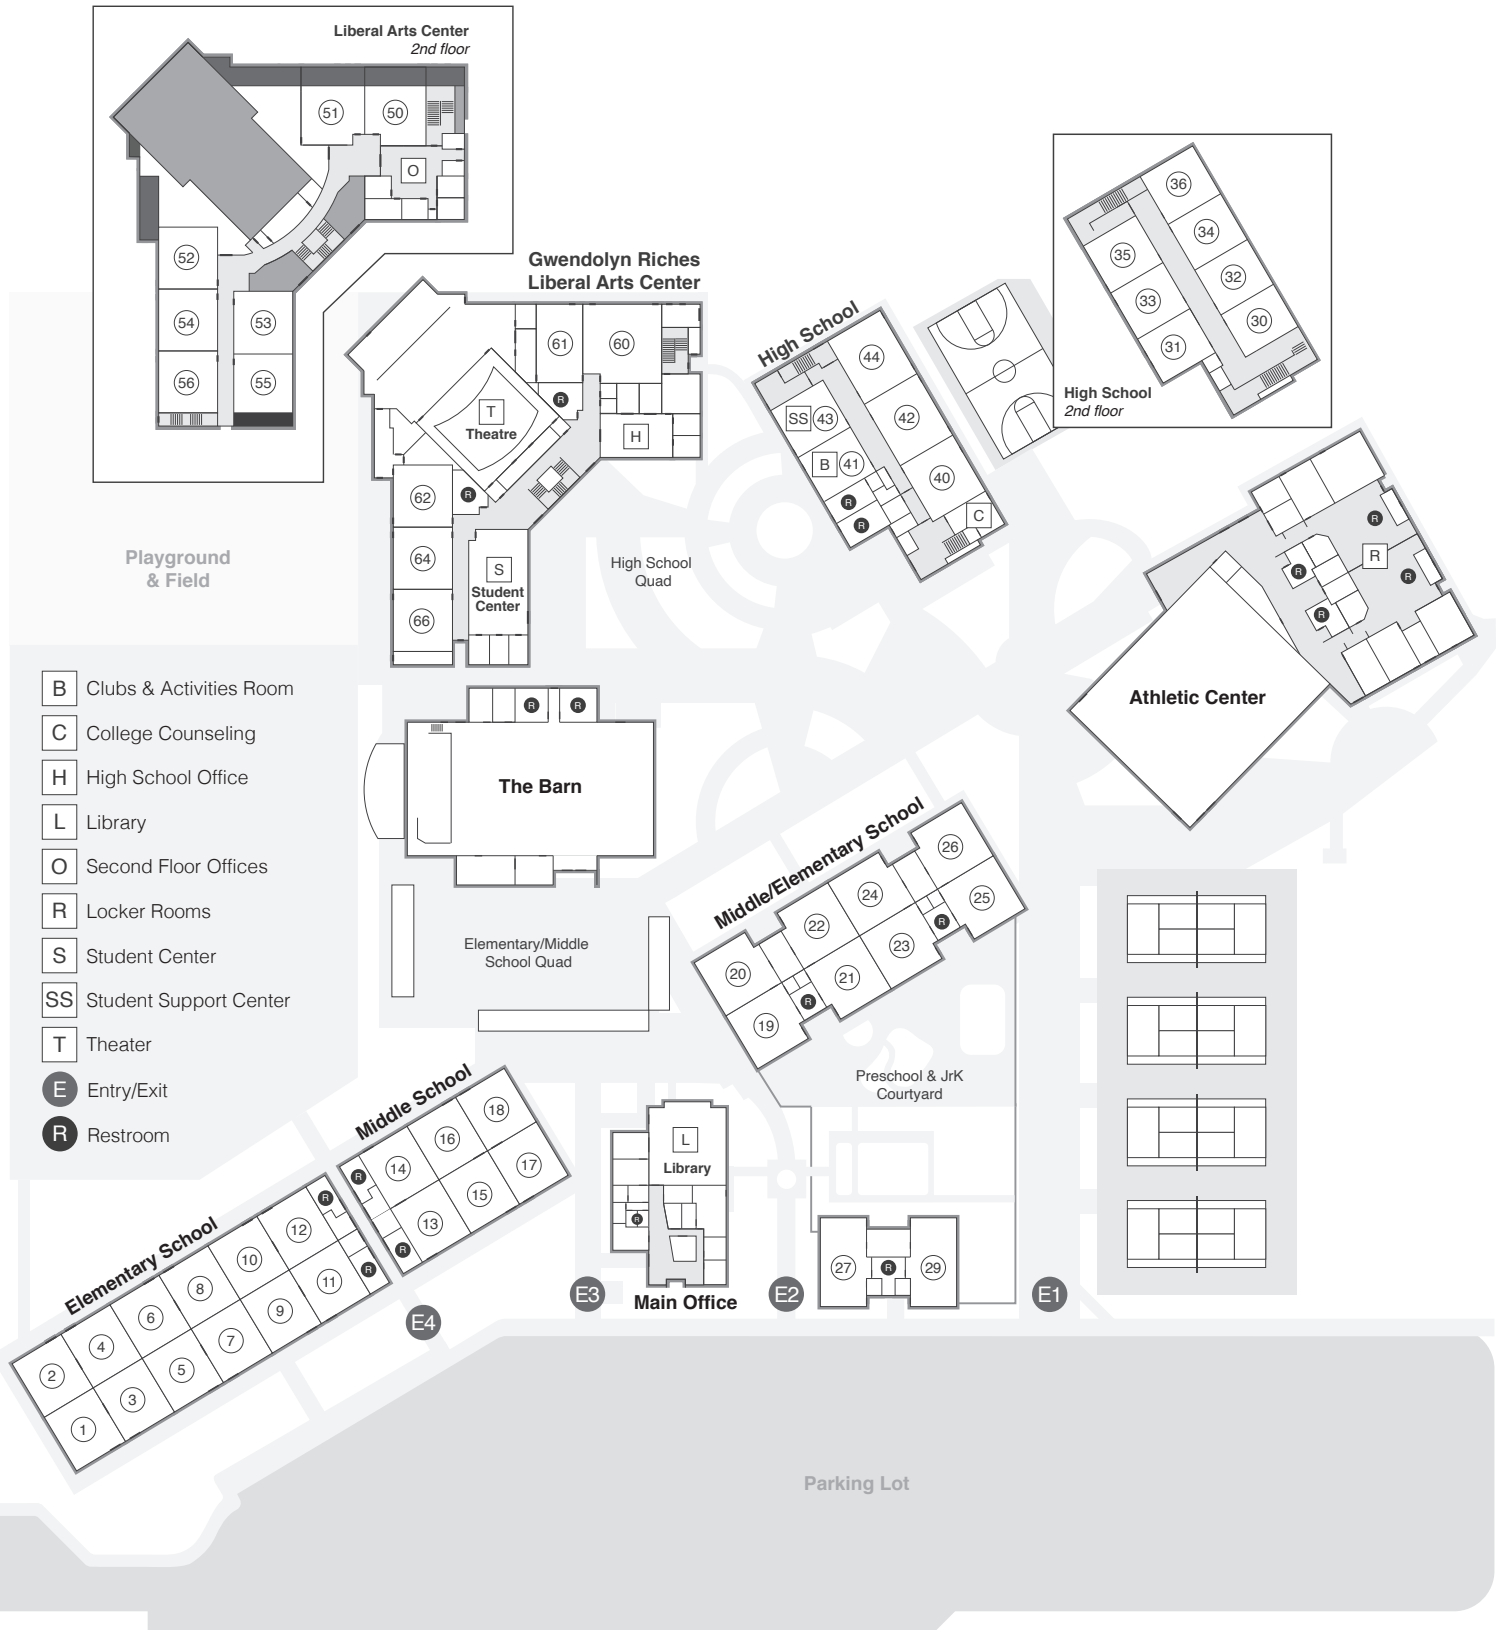 Liberal Arts Center
2nd floor
51
50
O
52
54
53
56
55
Gwendolyn Riches
Liberal Arts Center
61
60
R
T
Theatre
H
62
R
64
S
Student
Center
66
High School
44
SS
43
42
B
41
40
R
R
C
36
34
35
32
33
30
31
High School
2nd floor
Playground
& Field
High School
Quad
R
R
R
R
R
Athletic Center
B Clubs & Activities Room
C College Counseling
H High School Office
L Library
O Second Floor Offices
R Locker Rooms
S Student Center
SS Student Support Center
T Theater
E Entry/Exit
R Restroom
R
R
The Barn
Elementary/Middle
School Quad
Middle/Elementary School
26
25
24
R
22
23
20
21
R
19
Preschool & JrK
Courtyard
Middle School
18
16
17
14
15
R
13
R
Elementary School
R
12
R
10
11
8
9
6
7
4
5
2
3
1
L
Library
R
Main Office
27
R
29
E3
E2
E1
E4
Parking Lot